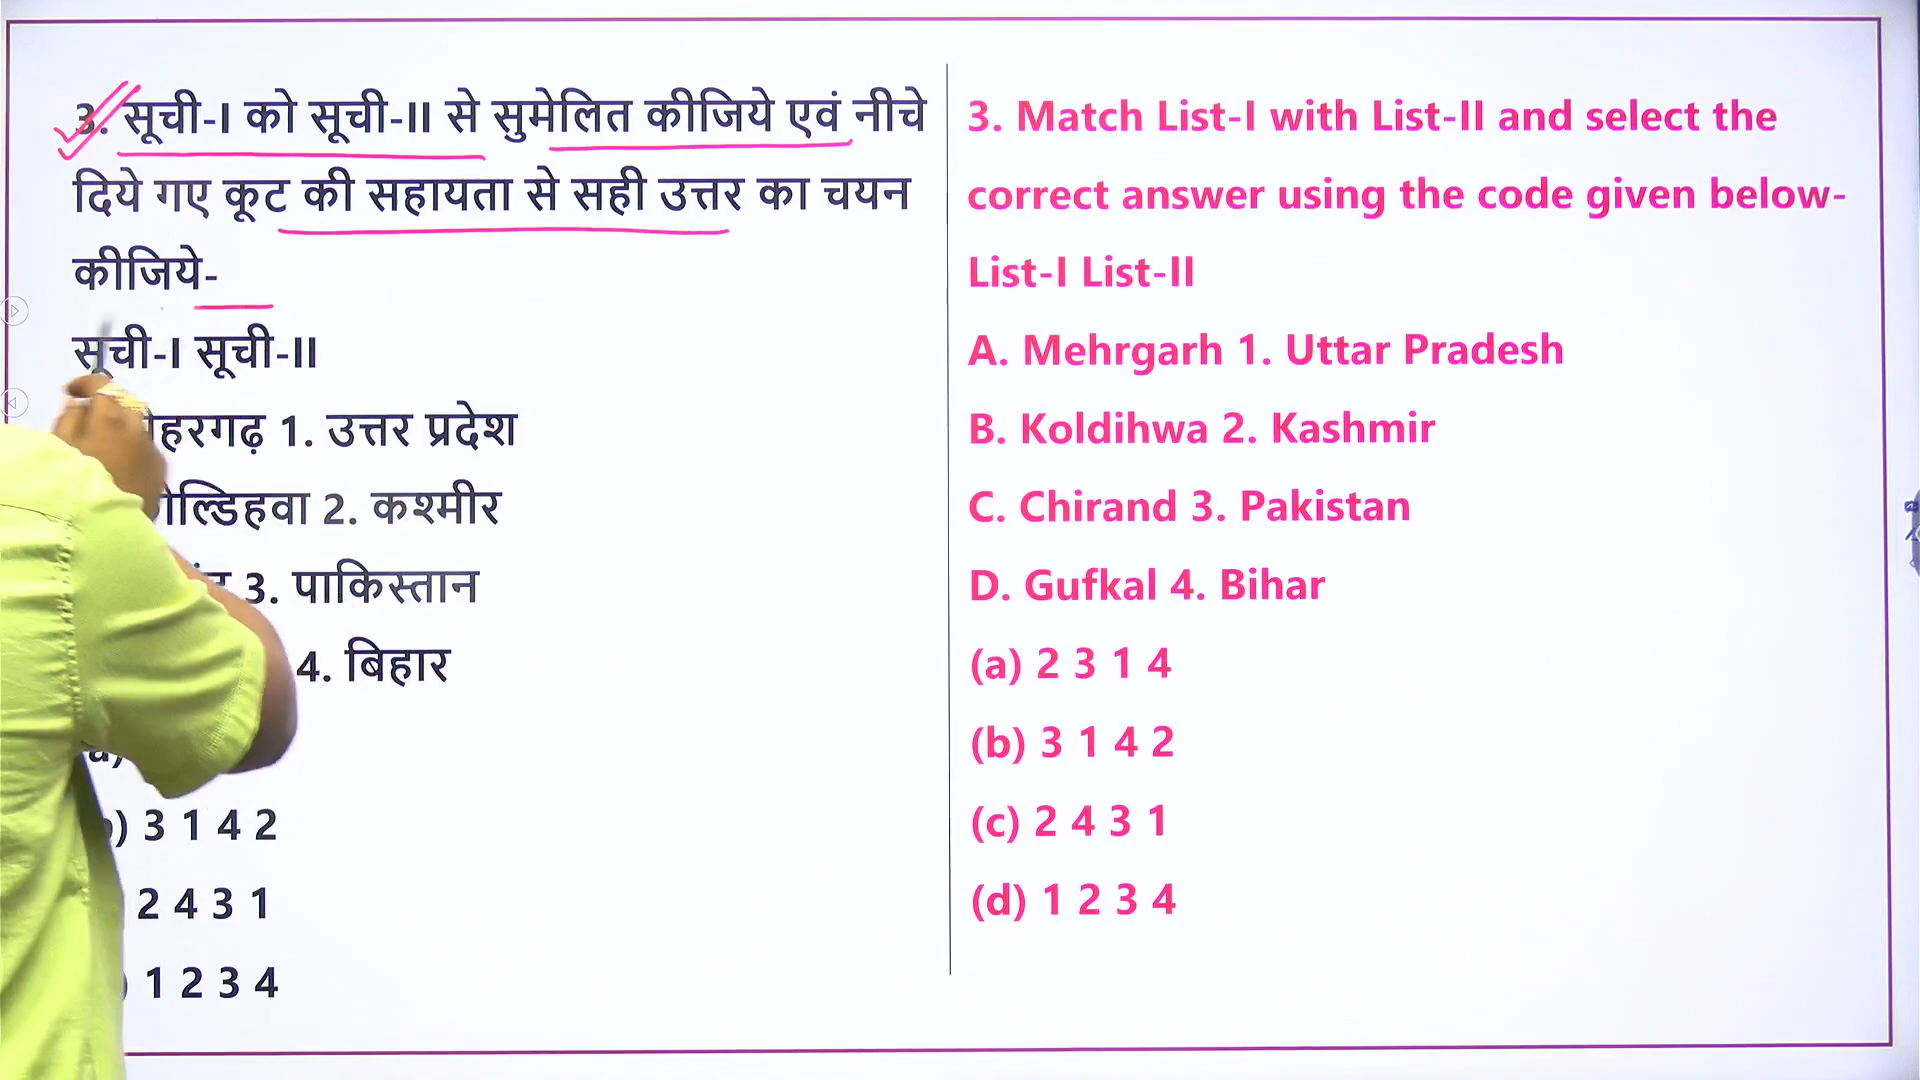 3. सूची-I को सूची-II से सुमेलित कीजिये एवं नीचे
दिये गए कूट की सहायता से सही उत्तर का चयन
कीजिये-
सूची-I सूची-II
1. उत्तर प्रदेश
2. कश्मीर
3. पाकिस्तान
4. बिहार
3 1 4 2
2 4 3 1
1 2 3 4
3. Match List-I with List-II and select the
correct answer using the code given below-
List-I List-II
A. Mehrgarh 1. Uttar Pradesh
B. Koldihwa 2. Kashmir
C. Chirand 3. Pakistan
D. Gufkal 4. Bihar
(a) 2 3 1 4
(b) 3 1 4 2
(c) 2 4 3 1
(d) 1 2 3 4